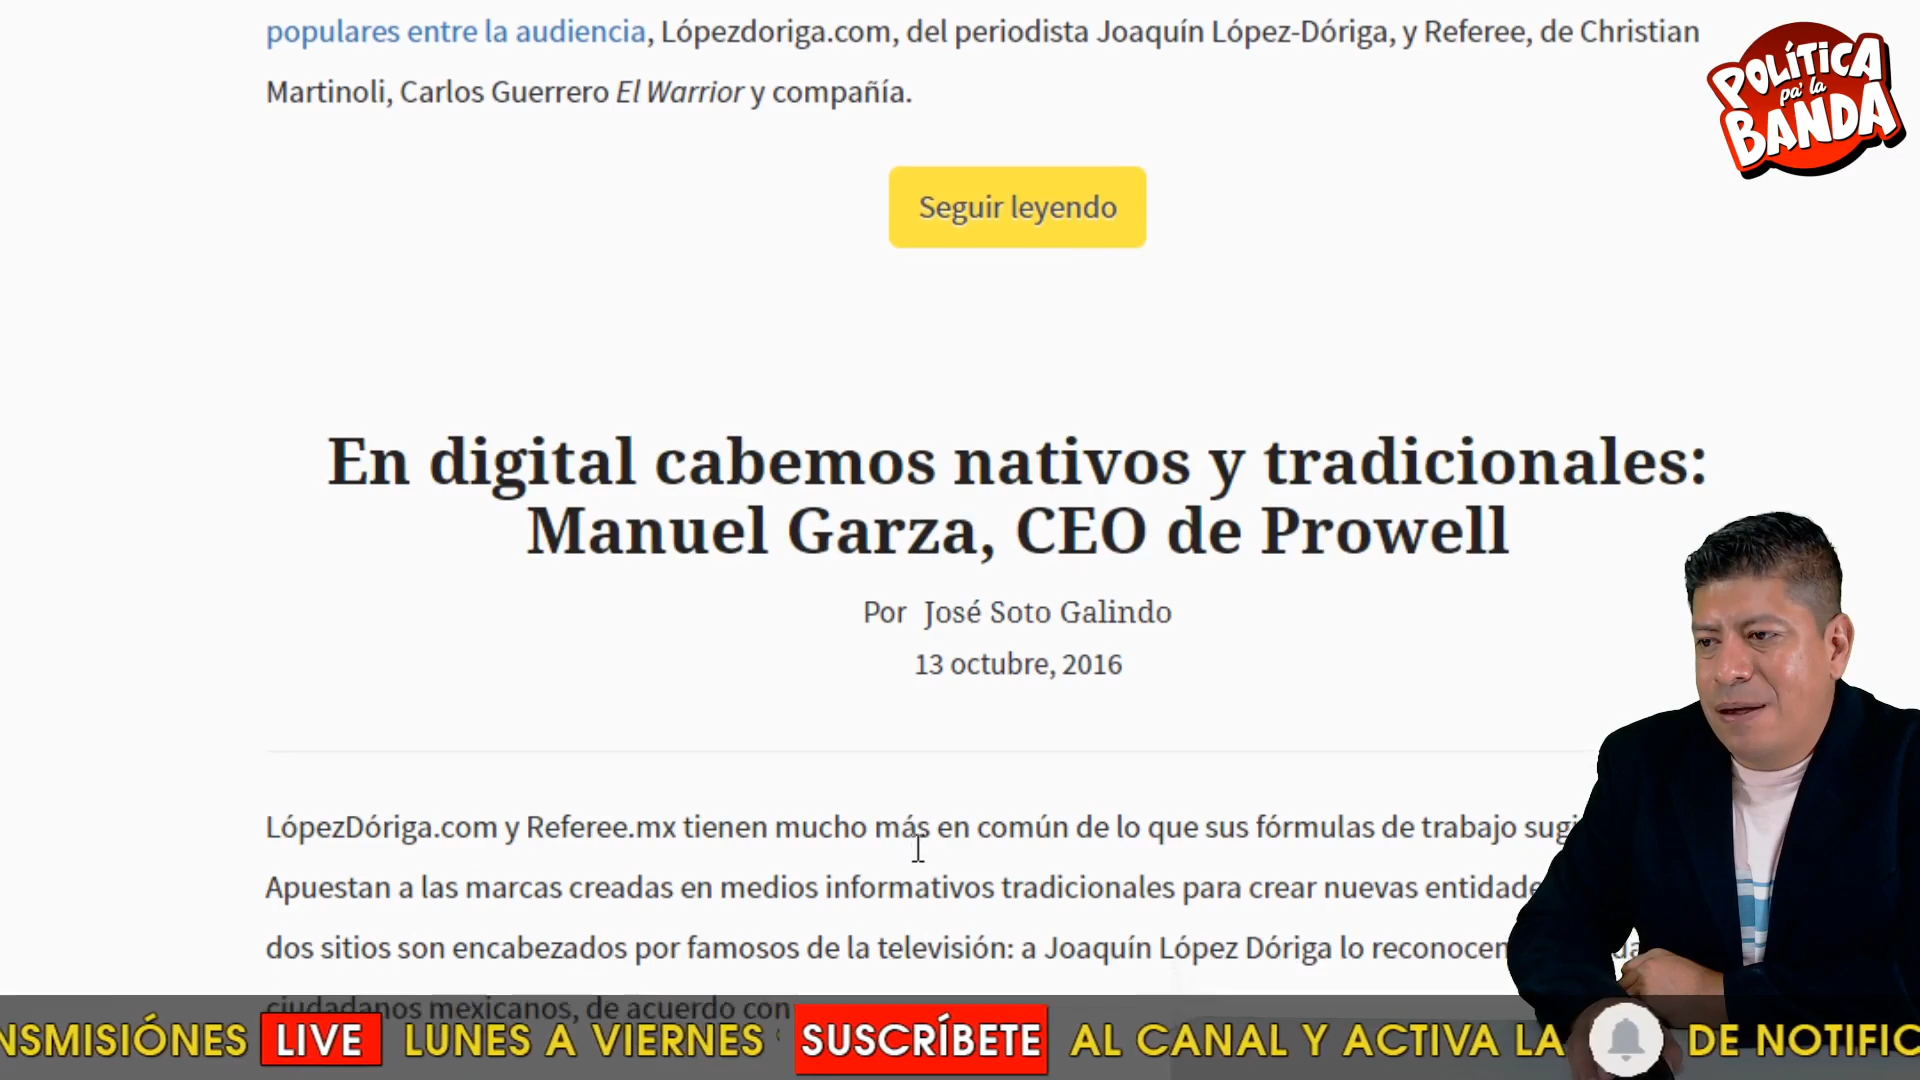 populares entre la audiencia, Lópezdoriga.com, del periodista Joaquín López-Dóriga, y Referee, de Christian
Martinoli, Carlos Guerrero El Warrior y compañía.
POLÍTICA
pa' la
BANDA
Seguir leyendo
En digital cabemos nativos y tradicionales:
Manuel Garza, CEO de Prowell
Por José Soto Galindo
13 octubre, 2016
LópezDóriga.com y Referee.mx tienen mucho más en común de lo que sus fórmulas de trabajo
Apuestan a las marcas creadas en medios informativos tradicionales para crear nuevas
dos sitios son encabezados por famosos de la televisión: a Joaquín López Dóriga lo reconocen
ciudadanos mexicanos, de acuerdo con
NSMISIÓNES LIVE LUNES A VIERNES SUSCRÍBETE AL CANAL Y ACTIVA LA DE NOTIFIC